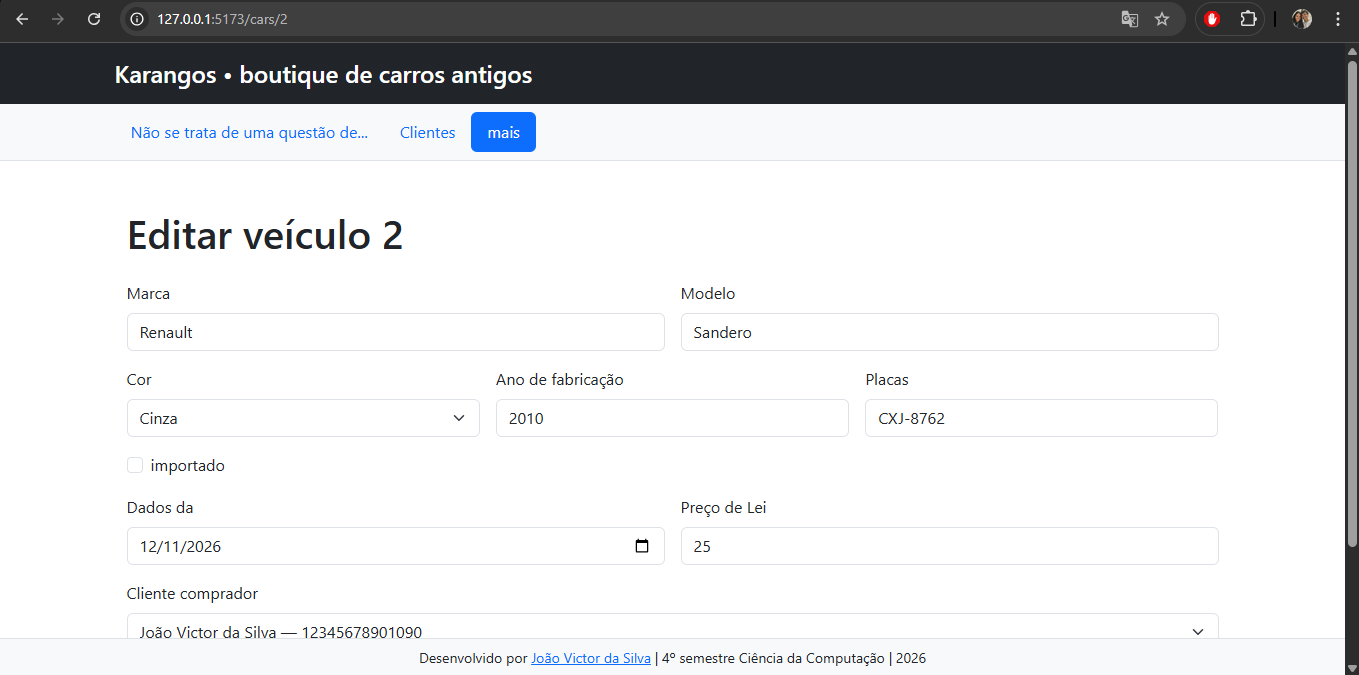 127.0.0.1:5173/cars/2
Karangos • boutique de carros antigos
Não se trata de uma questão de... Clientes mais
Editar veículo 2
Marca Modelo
Renault Sandero
Cor Ano de fabricação Placas
Cinza 2010 CXJ-8762
importado
Dados da Preço de Lei
12/11/2026 25
Cliente comprador
João Victor da Silva — 12345678901090
Desenvolvido por João Victor da Silva | 4º semestre Ciência da Computação | 2026